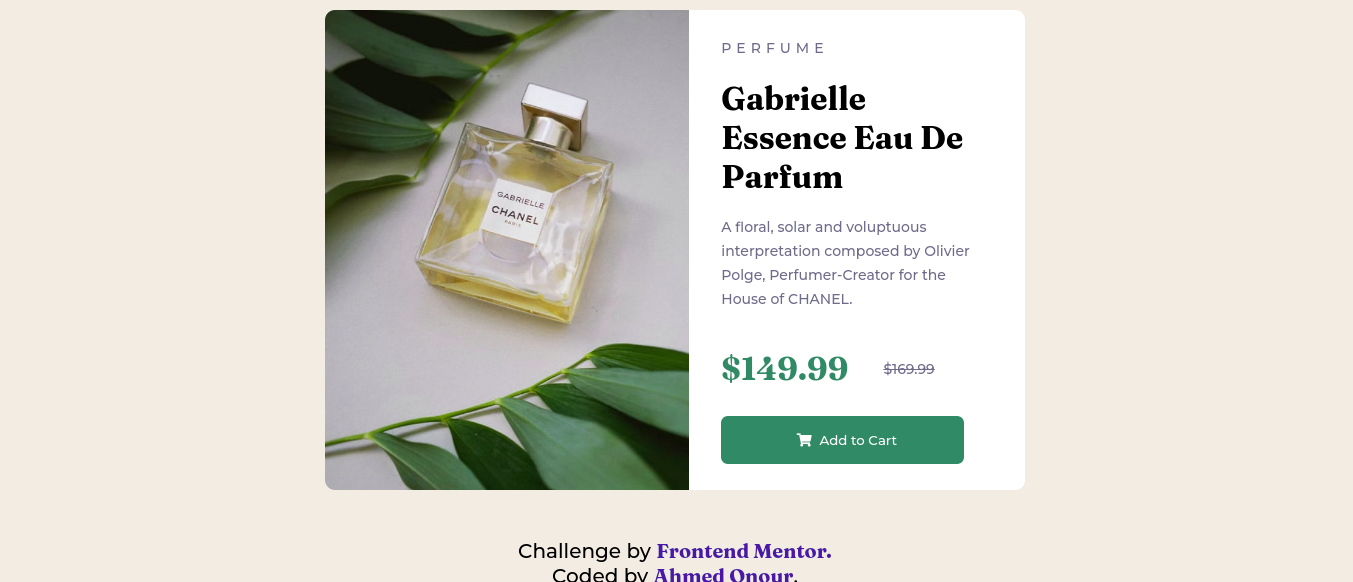 GABRIELLE
CHANEL
PARIS
PERFUME
Gabrielle
Essence Eau De
Parfum
A floral, solar and voluptuous
interpretation composed by Olivier
Polge, Perfumer-Creator for the
House of CHANEL.
$149.99 $169.99
Add to Cart
Challenge by Frontend Mentor.
Coded by Ahmed Onour.